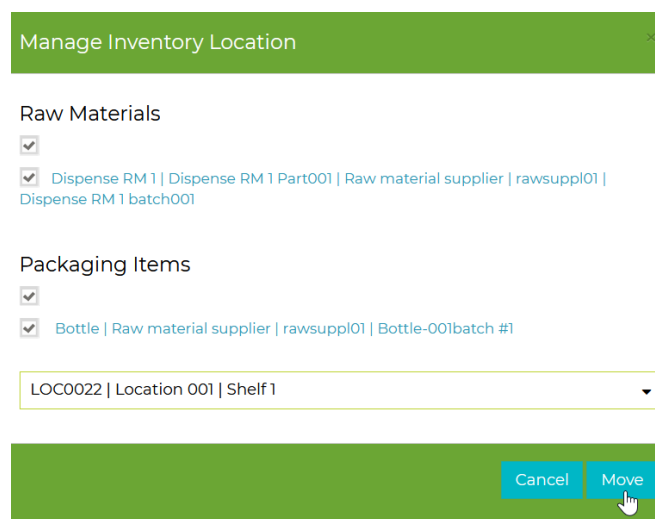 Manage Inventory Location ×
Raw Materials
Dispense RM 1 | Dispense RM 1 Part001 | Raw material supplier | rawsuppl01 |
Dispense RM 1 batch001
Packaging Items
Bottle | Raw material supplier | rawsuppl01 | Bottle-001batch #1
LOC0022 | Location 001 | Shelf 1
Cancel Move